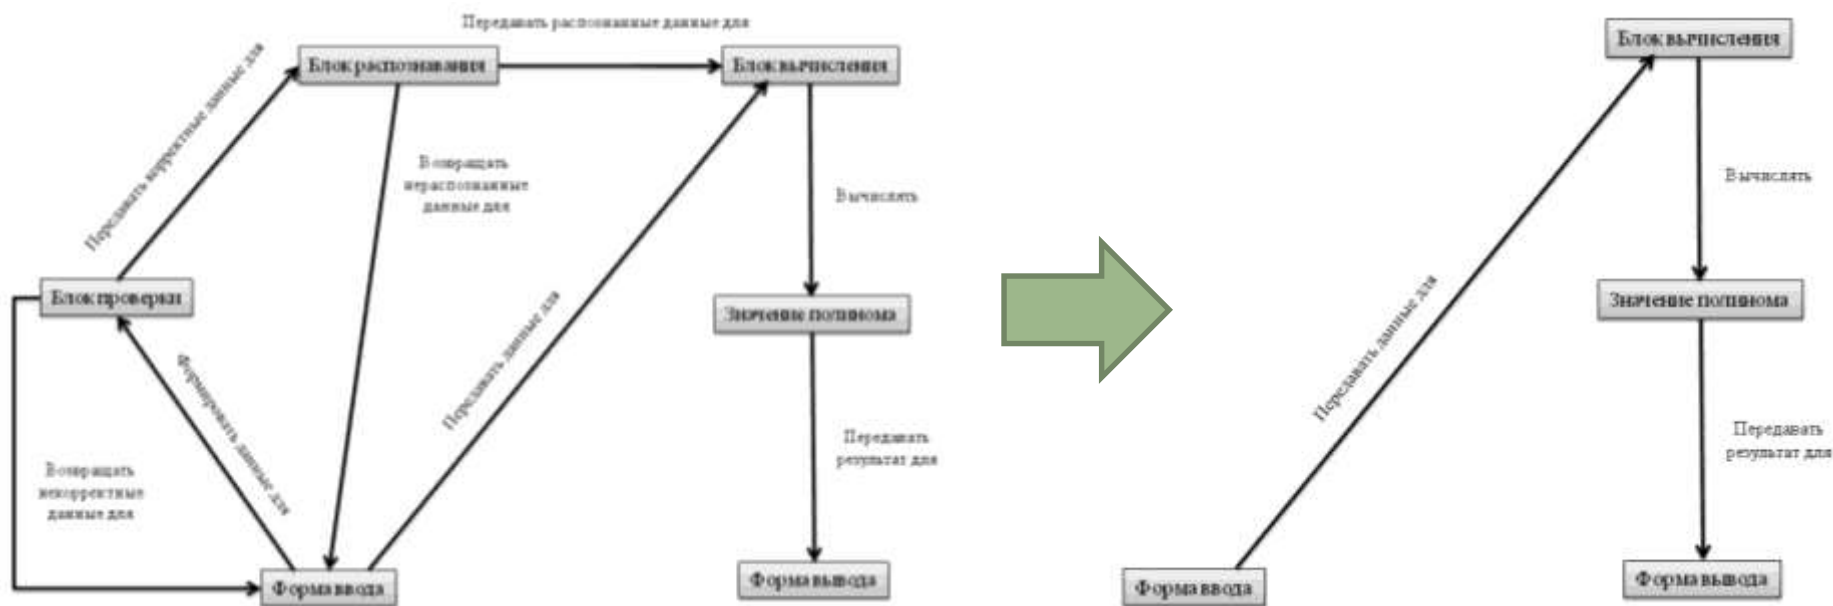 Передавать распознанные данные для
Блок распознавания
Блок вычисления
Передавать корректные данные для
Возвращать
нераспознанные
данные для
Вычислять
Блок проверки
Значение полинома
Передавать данные для
Формировать данные для
Возвращать
некорректные
данные для
Передавать
результат для
Форма ввода
Форма вывода
Блок вычисления
Вычислять
Передавать данные для
Значение полинома
Передавать
результат для
Форма ввода
Форма вывода